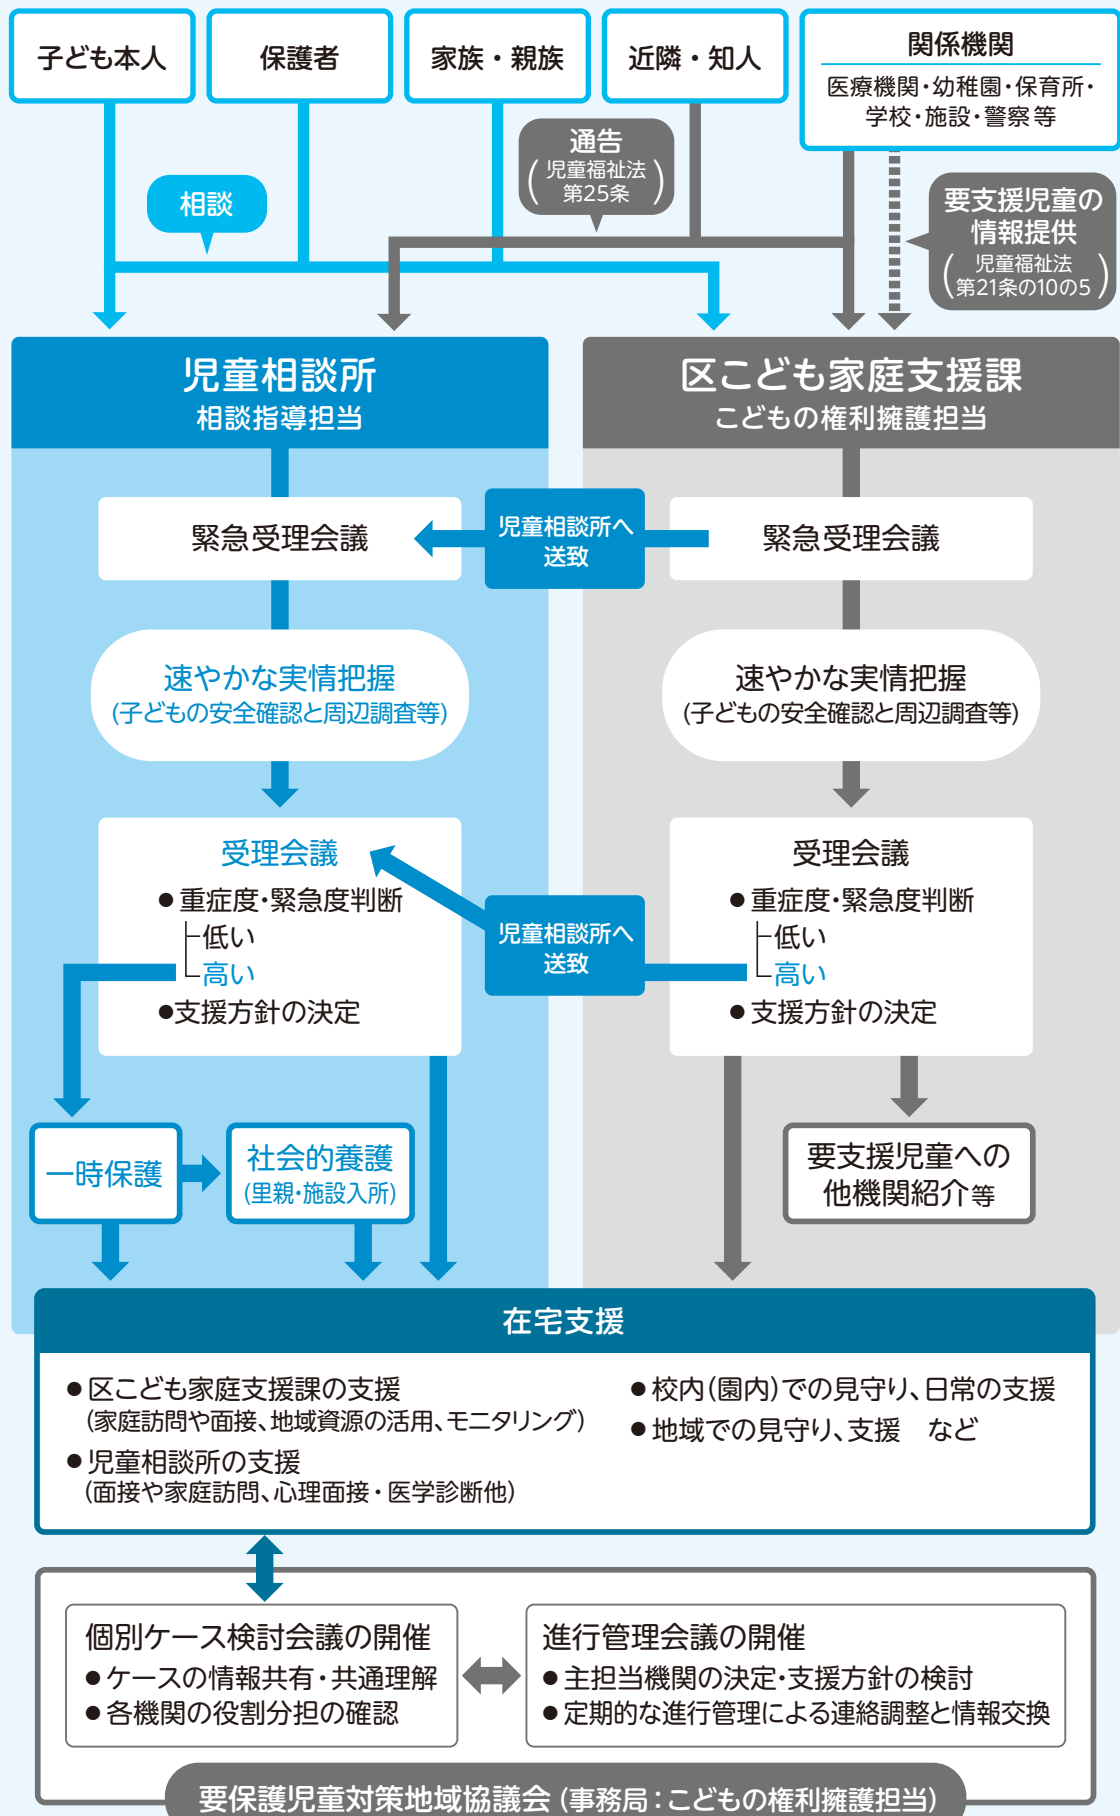 子ども本人
保護者
家族・親族
近隣・知人
関係機関
医療機関・幼稚園・保育所・
学校・施設・警察 等
通告
(児童福祉法
第25条)
相談
要支援児童の
情報提供
(児童福祉法
第21条の10の5)
児童相談所
相談指導担当
区こども家庭支援課
こどもの権利擁護担当
緊急受理会議
児童相談所へ
送致
緊急受理会議
速やかな実情把握
(子どもの安全確認と周辺調査等)
速やかな実情把握
(子どもの安全確認と周辺調査等)
受理会議
●重症度・緊急度判断
低い
高い
●支援方針の決定
児童相談所へ
送致
受理会議
●重症度・緊急度判断
低い
高い
●支援方針の決定
一時保護
社会的養護
(里親・施設入所)
要支援児童への
他機関紹介 等
在宅支援
●区こども家庭支援課の支援
(家庭訪問や面接、地域資源の活用、モニタリング)
●児童相談所の支援
(面接や家庭訪問、心理面接・医学診断他)
●校内(園内)での見守り、日常の支援
●地域での見守り、支援 など
個別ケース検討会議の開催
●ケースの情報共有・共通理解
●各機関の役割分担の確認
進行管理会議の開催
●主担当機関の決定・支援方針の検討
●定期的な進行管理による連絡調整と情報交換
要保護児童対策地域協議会 (事務局:こどもの権利擁護担当)